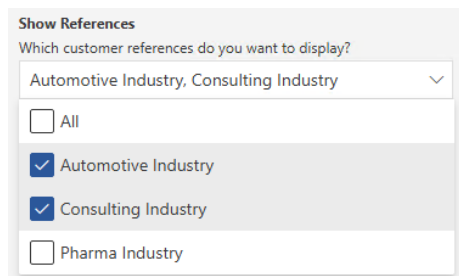 Show References
Which customer references do you want to display?
Automotive Industry, Consulting Industry
All
Automotive Industry
Consulting Industry
Pharma Industry